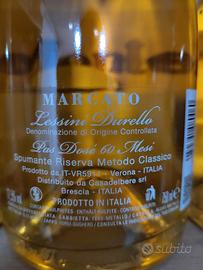 MARCATO
Lessini Durello
Denominazione di Origine Controllata
Pas Dosé 60 Mesi
Spumante Riserva Metodo Classico
Prodotto da IT-VR5914 - Verona - ITALIA
Distribuito da Casadelbere srl
Brescia - ITALIA
PRODOTTO IN ITALIA
subito